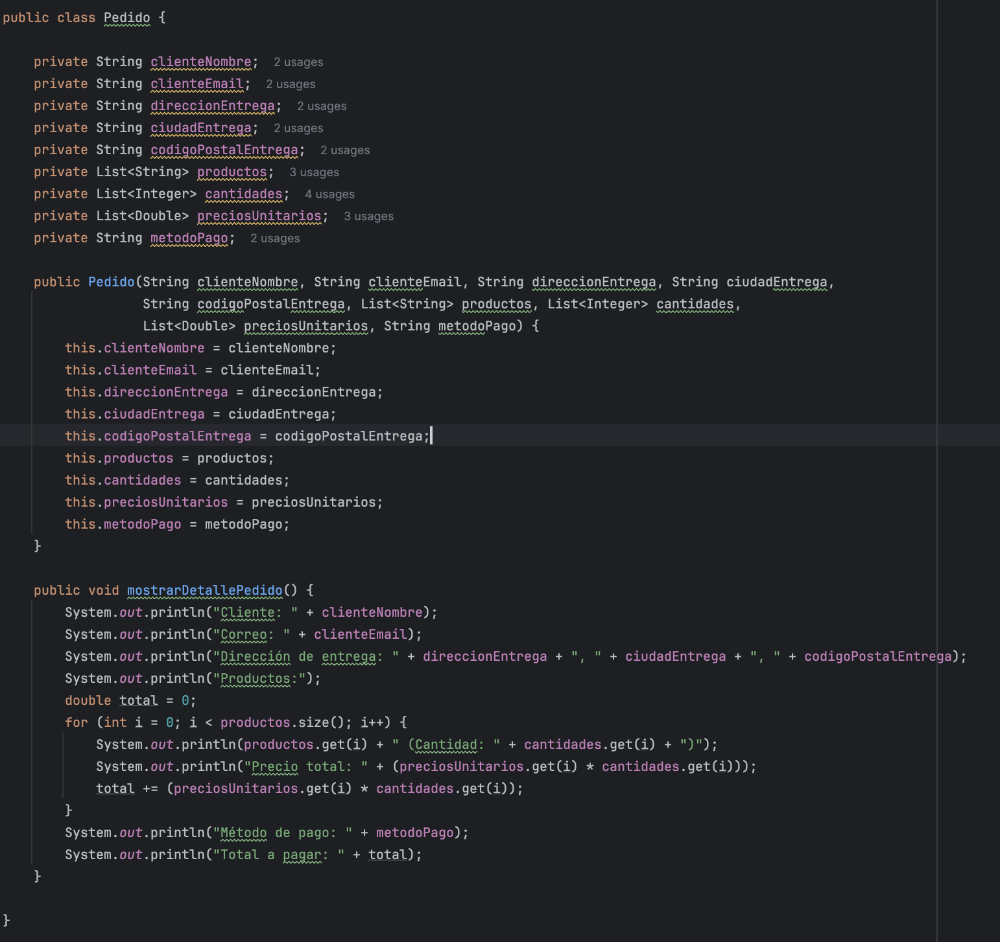 public class Pedido {
private String clienteNombre; 2 usages
private String clienteEmail; 2 usages
private String direccionEntrega; 2 usages
private String ciudadEntrega; 2 usages
private String codigoPostalEntrega; 2 usages
private List<String> productos; 3 usages
private List<Integer> cantidades; 4 usages
private List<Double> preciosUnitarios; 3 usages
private String metodoPago; 2 usages
public Pedido(String clienteNombre, String clienteEmail, String direccionEntrega, String ciudadEntrega,
String codigoPostalEntrega, List<String> productos, List<Integer> cantidades,
List<Double> preciosUnitarios, String metodoPago) {
this.clienteNombre = clienteNombre;
this.clienteEmail = clienteEmail;
this.direccionEntrega = direccionEntrega;
this.ciudadEntrega = ciudadEntrega;
this.codigoPostalEntrega = codigoPostalEntrega;
this.productos = productos;
this.cantidades = cantidades;
this.preciosUnitarios = preciosUnitarios;
this.metodoPago = metodoPago;
}
public void mostrarDetallePedido() {
System.out.println("Cliente: " + clienteNombre);
System.out.println("Correo: " + clienteEmail);
System.out.println("Dirección de entrega: " + direccionEntrega + ", " + ciudadEntrega + ", " + codigoPostalEntrega);
System.out.println("Productos:");
double total = 0;
for (int i = 0; i < productos.size(); i++) {
System.out.println(productos.get(i) + " (Cantidad: " + cantidades.get(i) + ")");
System.out.println("Precio total: " + (preciosUnitarios.get(i) * cantidades.get(i)));
total += (preciosUnitarios.get(i) * cantidades.get(i));
}
System.out.println("Método de pago: " + metodoPago);
System.out.println("Total a pagar: " + total);
}
}